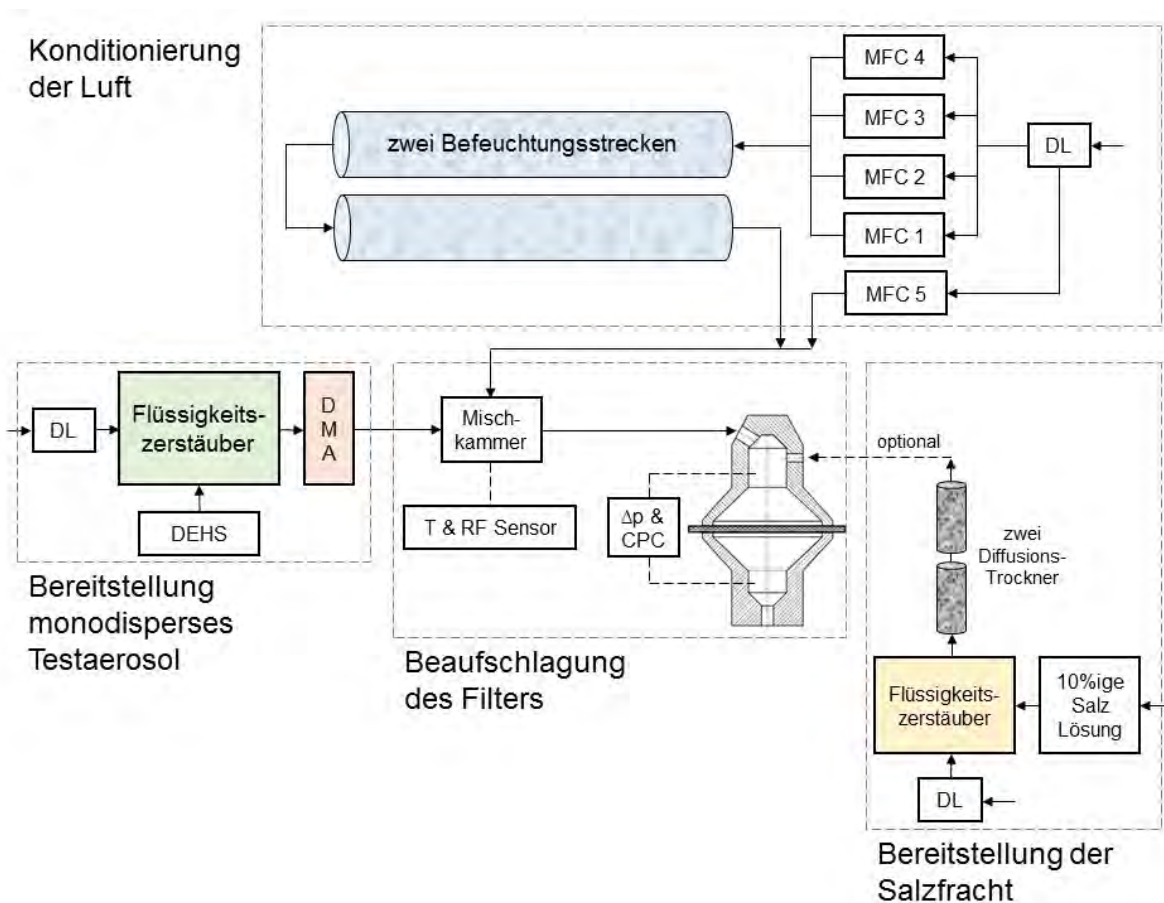 Konditionierung
der Luft
MFC 4
MFC 3
zwei Befeuchtungsstrecken
DL
MFC 2
MFC 1
MFC 5
DL
Flüssigkeits-
zerstäuber
D
M
A
DEHS
Bereitstellung
monodisperses
Testaerosol
Misch-
kammer
T & RF Sensor
Δp &
CPC
Beaufschlagung
des Filters
optional
zwei
Diffusions-
Trockner
Flüssigkeits-
zerstäuber
10%ige
Salz
Lösung
DL
Bereitstellung der
Salzfracht